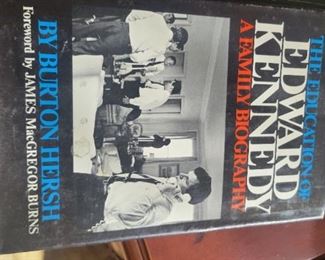 THE EDUCATION OF
EDWARD
KENNEDY
A FAMILY BIOGRAPHY
BY BURTON HERSH
Foreword by JAMES MacGREGOR BURNS